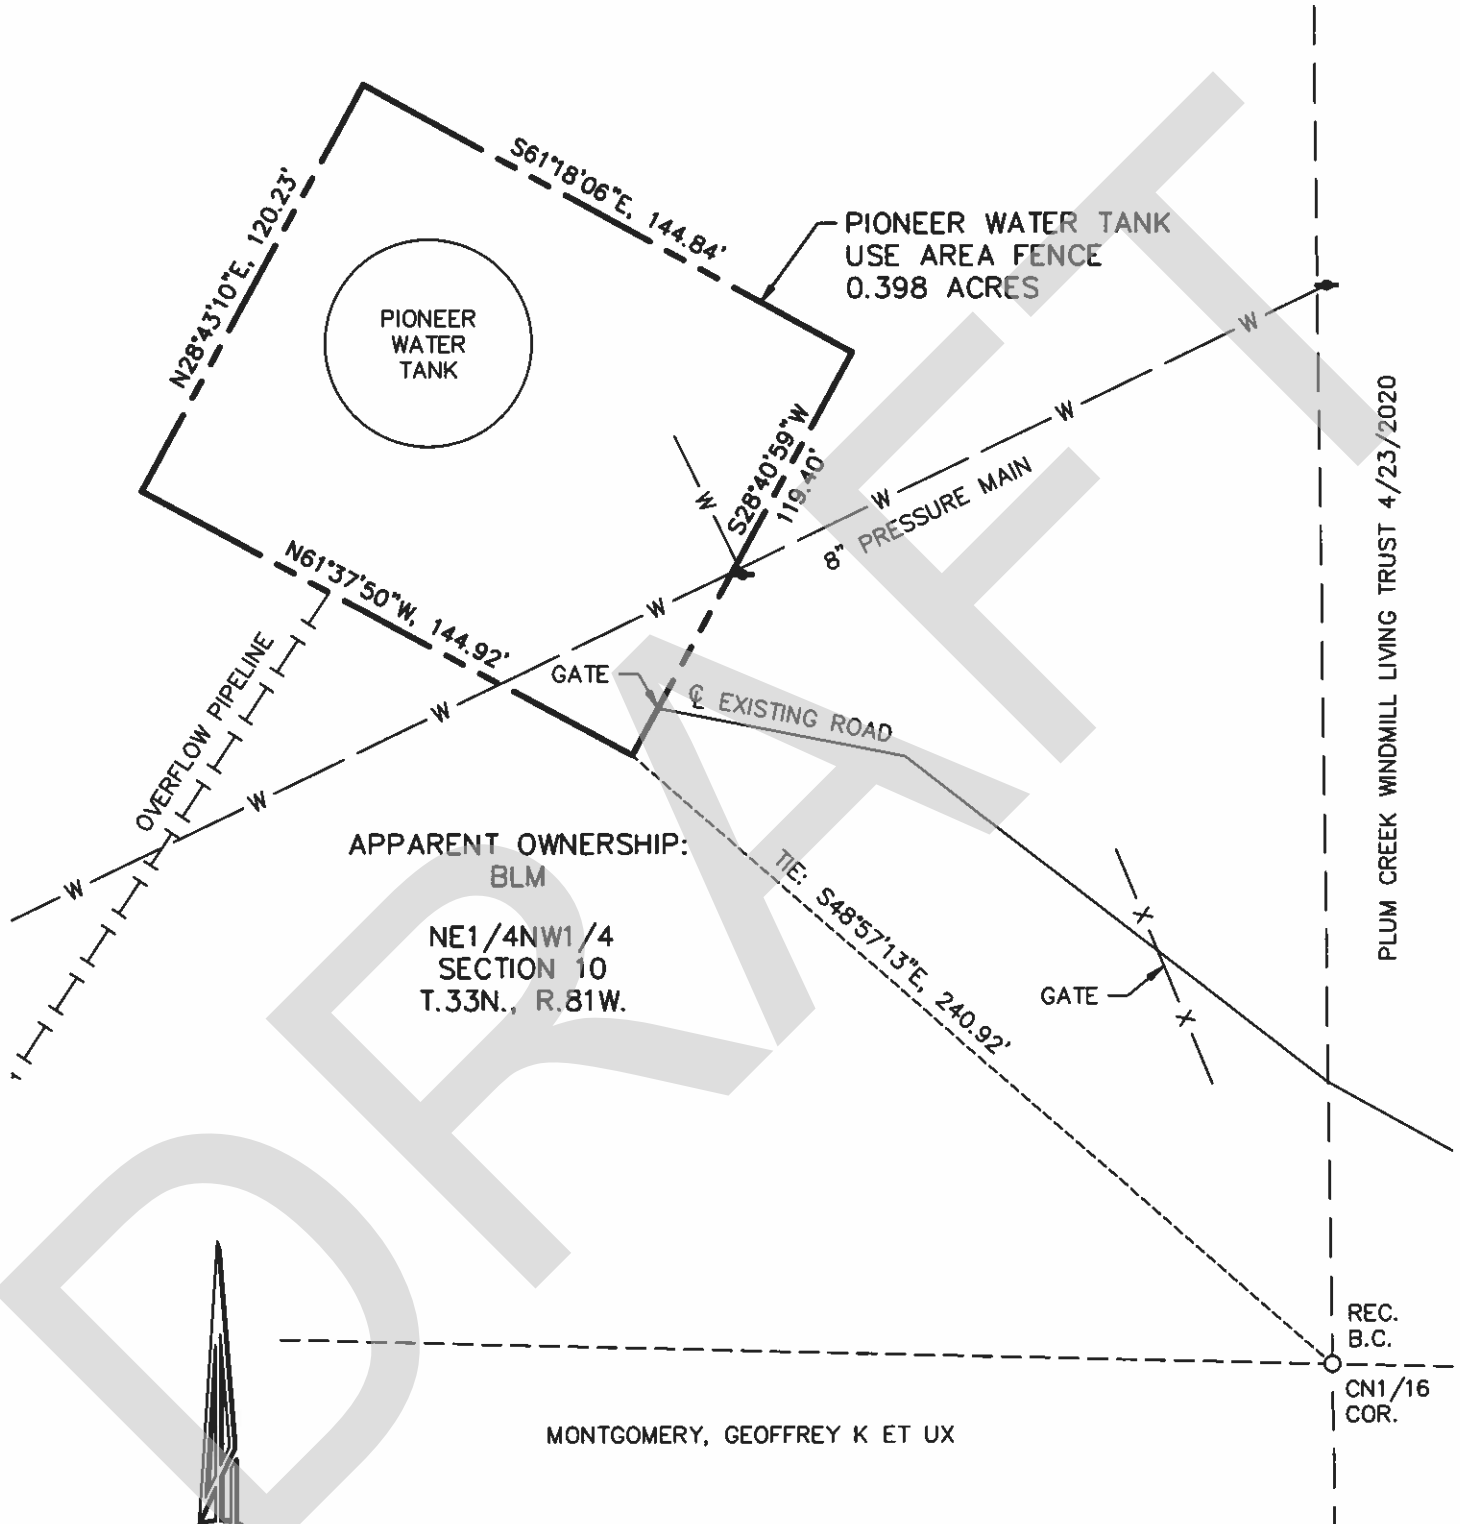 S61°18'06"E, 144.84'
N28°43'10"E, 120.23'
PIONEER WATER TANK
USE AREA FENCE
0.398 ACRES
PIONEER
WATER
TANK
S28°40'59"W
119.40'
W
W
W
W
W
W
W
W
8" PRESSURE MAIN
PLUM CREEK WINDMILL LIVING TRUST 4/23/2020
N61°37'50"W, 144.92'
OVERFLOW PIPELINE
GATE
℄ EXISTING ROAD
APPARENT OWNERSHIP:
BLM
NE1/4NW1/4
SECTION 10
T.33N., R.81W.
TIE: S48°57'13"E, 240.92'
X
X
GATE
REC.
B.C.
CN1/16
COR.
MONTGOMERY, GEOFFREY K ET UX
DRAFT